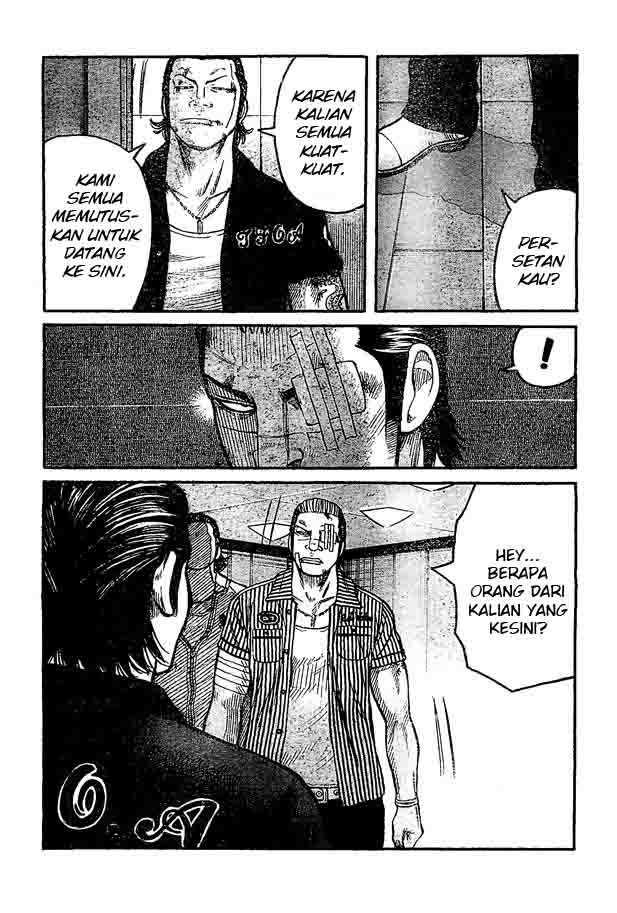 KARENA
KALIAN
SEMUA
KUAT-
KUAT.
KAMI
SEMUA
MEMUTUS-
KAN UNTUK
DATANG
KE SINI.
PER-
SETAN
KAU?
!
HEY...
BERAPA
ORANG DARI
KALIAN YANG
KESINI?